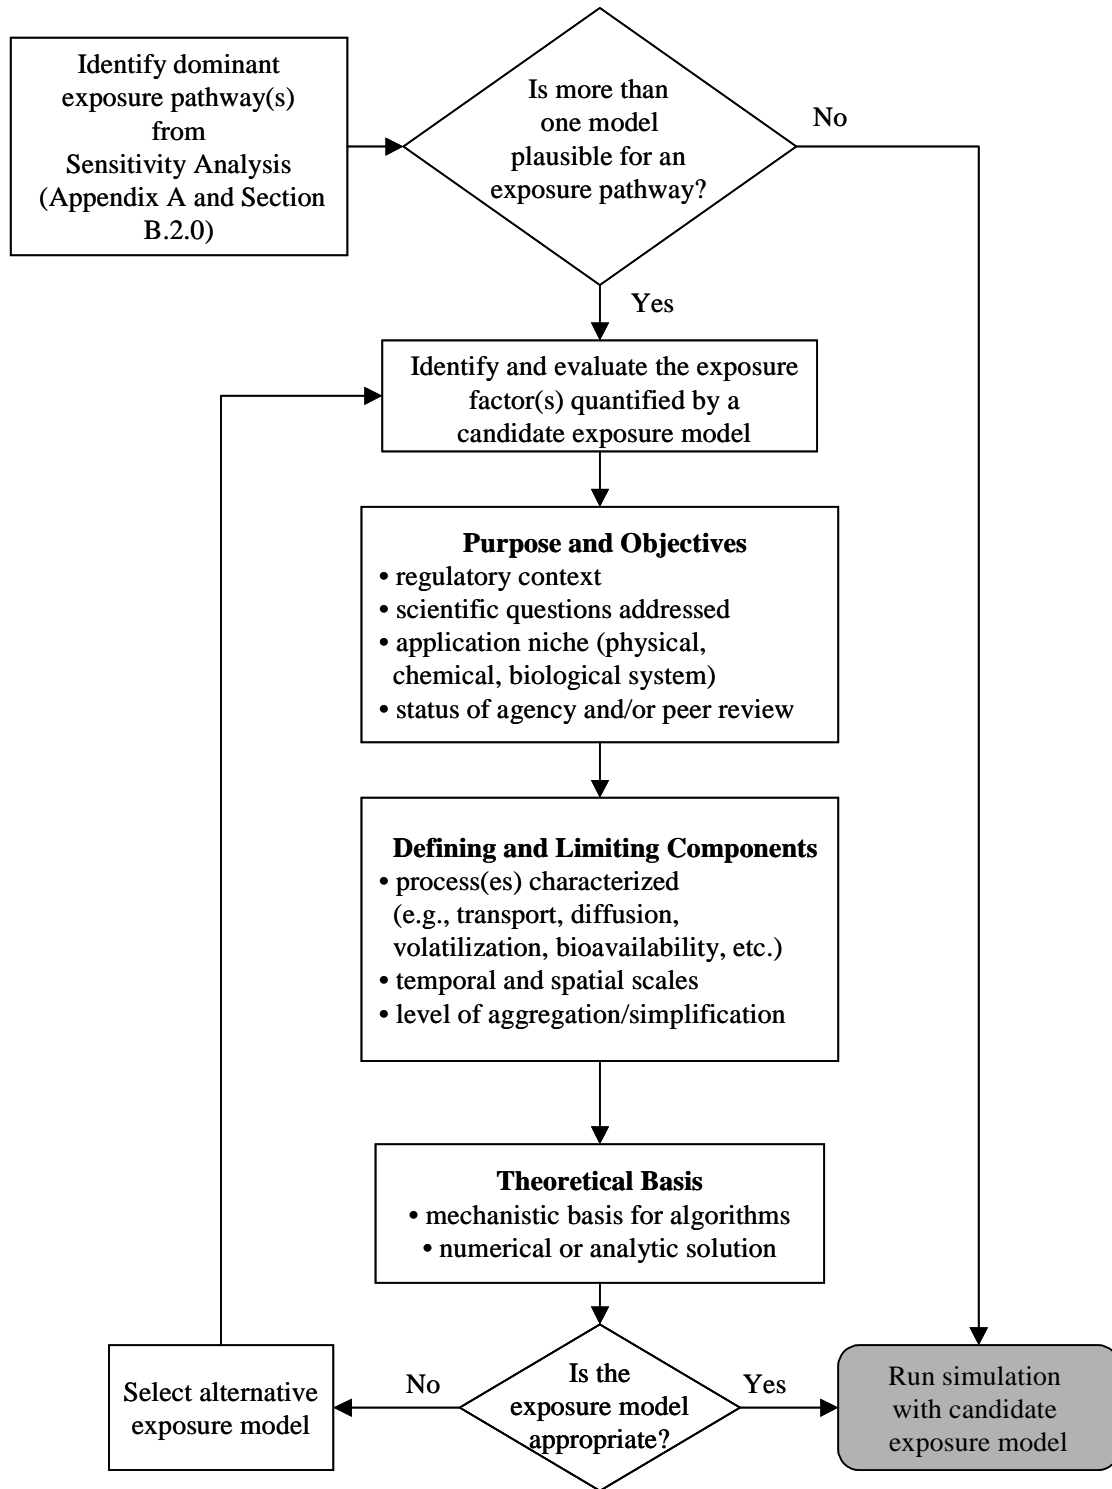 Identify dominant
exposure pathway(s)
from
Sensitivity Analysis
(Appendix A and Section
B.2.0)
Is more than
one model
plausible for an
exposure pathway?
No
Yes
Identify and evaluate the exposure
factor(s) quantified by a
candidate exposure model
Purpose and Objectives
• regulatory context
• scientific questions addressed
• application niche (physical,
chemical, biological system)
• status of agency and/or peer review
Defining and Limiting Components
• process(es) characterized
(e.g., transport, diffusion,
volatilization, bioavailability, etc.)
• temporal and spatial scales
• level of aggregation/simplification
Theoretical Basis
• mechanistic basis for algorithms
• numerical or analytic solution
Select alternative
exposure model
No
Is the
exposure model
appropriate?
Yes
Run simulation
with candidate
exposure model